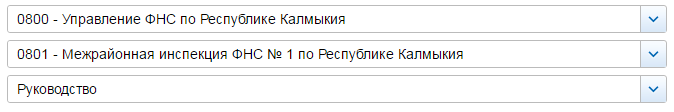 0800 - Управление ФНС по Республике Калмыкия
0801 - Межрайонная инспекция ФНС № 1 по Республике Калмыкия
Руководство